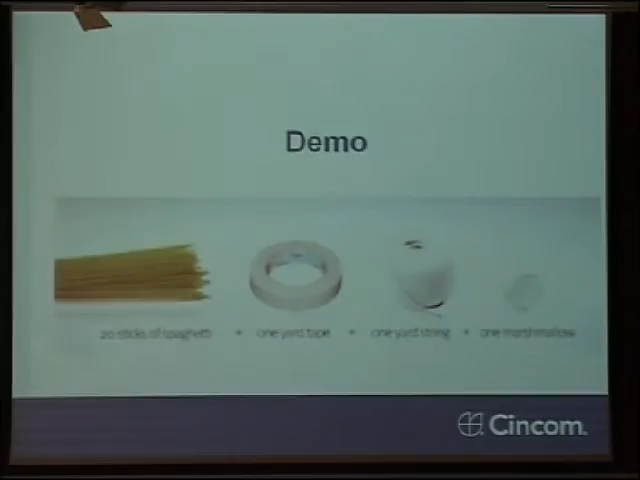 Demo
20 sticks of spaghetti + one yard tape + one yard string + one marshmallow
Cincom